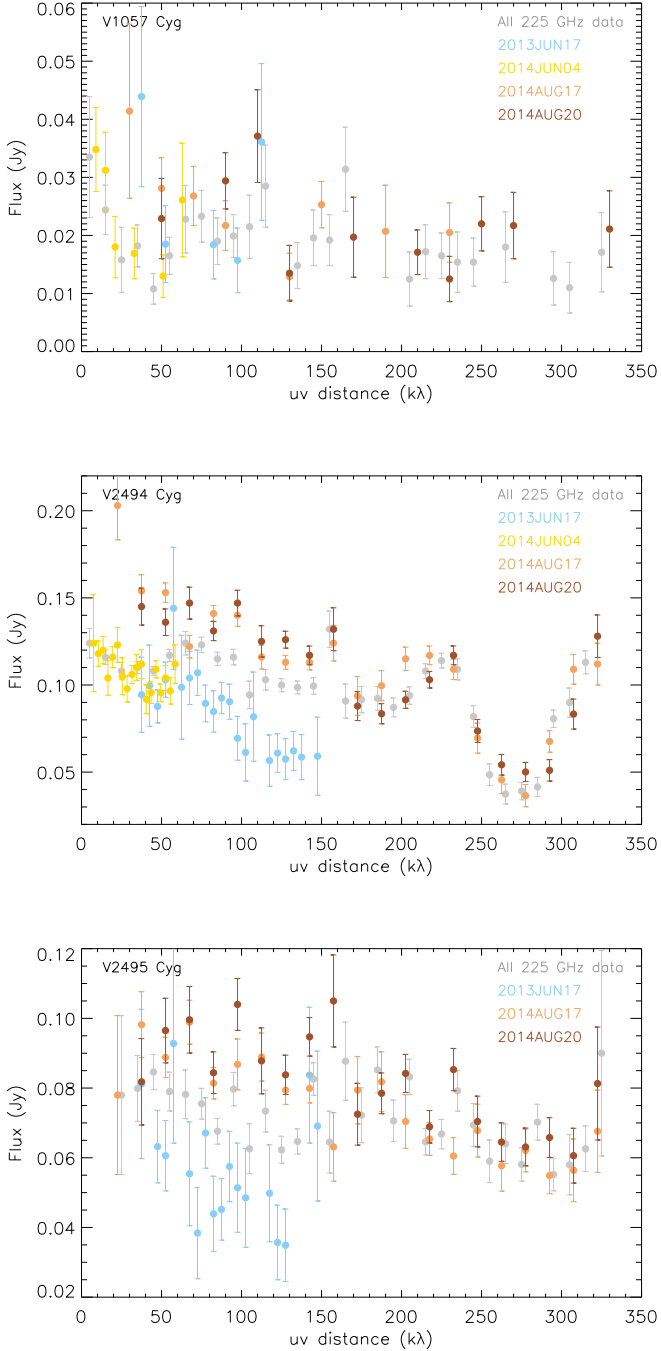 V1057 Cyg
All 225 GHz data
2013JUN17
2014JUN04
2014AUG17
2014AUG20
0.06
0.05
0.04
0.03
0.02
0.01
0.00
Flux (Jy)
0 50 100 150 200 250 300 350
uv distance (kλ)
V2494 Cyg
All 225 GHz data
2013JUN17
2014JUN04
2014AUG17
2014AUG20
0.20
0.15
0.10
0.05
Flux (Jy)
0 50 100 150 200 250 300 350
uv distance (kλ)
V2495 Cyg
All 225 GHz data
2013JUN17
2014AUG17
2014AUG20
0.12
0.10
0.08
0.06
0.04
0.02
Flux (Jy)
0 50 100 150 200 250 300 350
uv distance (kλ)